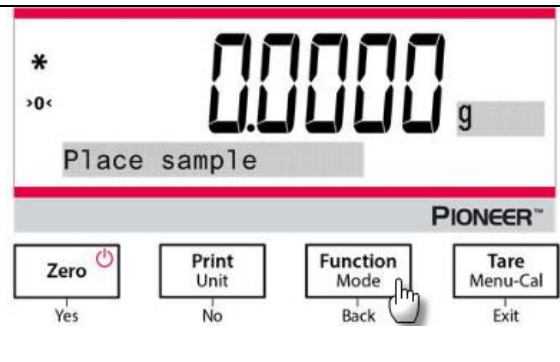 *
0.0000
>0<
g
Place sample
PIONEER™
Zero Print Function Tare
Unit Mode Menu-Cal
Yes No Back Exit